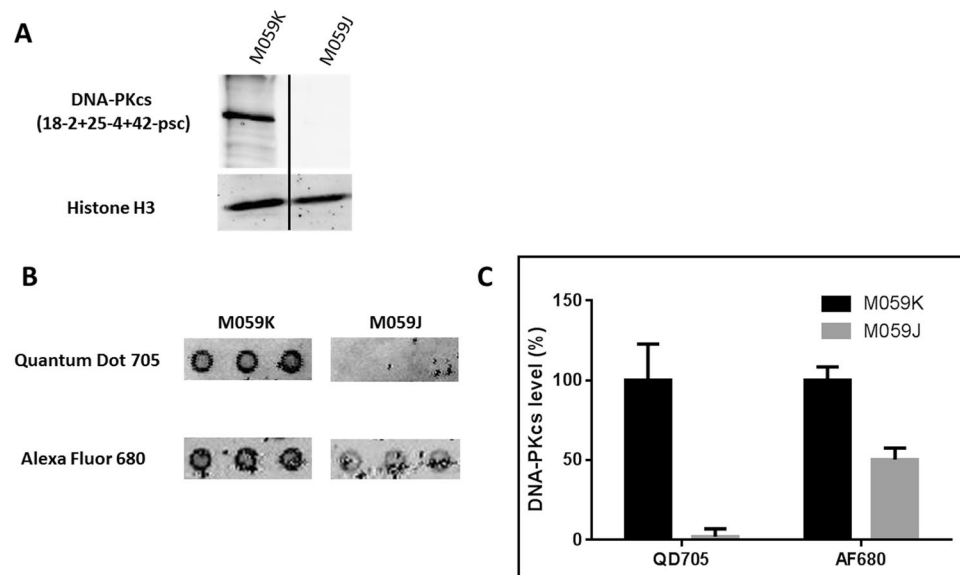 A
M059K
M059J
DNA-PKcs
(18-2+25-4+42-psc)
Histone H3
B
M059K
M059J
Quantum Dot 705
Alexa Fluor 680
C
M059K
M059J
DNA-PKcs level (%)
150
100
50
0
QD705
AF680